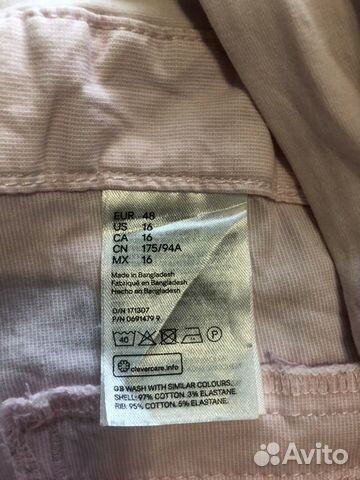 EUR 48
US 16
CA 16
CN 175/94A
MX 16
Made in Bangladesh
Fabriqué en Bangladesh
Hecho en Bangladesh
O/N 171307
P/N 0691479 9
40 P
clevercare.info
GB WASH WITH SIMILAR COLOURS.
SHELL: 97% COTTON. 3% ELASTANE.
RIB: 95% COTTON. 5% ELASTANE.
Avito